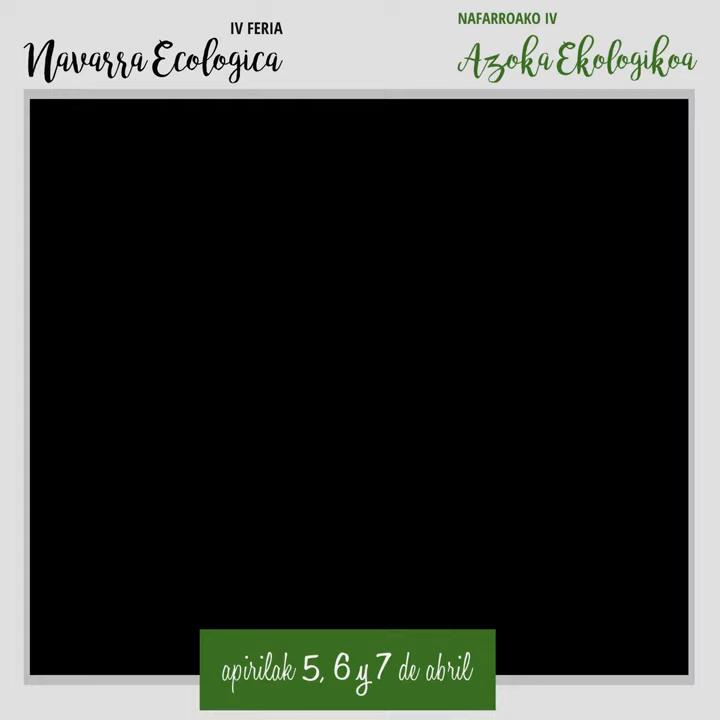 IV FERIA
Navarra Ecologica
NAFARROAKO IV
Azoka Ekologikoa
apirilak 5, 6 y 7 de abril